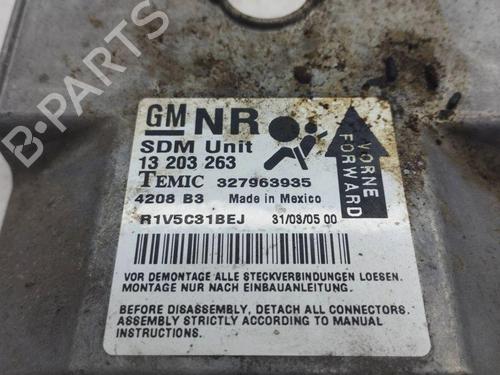 B-PARTS
GM NR
SDM Unit
13 203 263
TEMIC 327963935
4208 B3 Made in Mexico
R1V5C31BEJ 31/03/05 00
VORNE
FORWARD
VOR DEMONTAGE ALLE STECKVERBINDUNGEN LOESEN.
MONTAGE NUR NACH EINBAUANLEITUNG.
BEFORE DISASSEMBLY, DETACH ALL CONNECTORS.
ASSEMBLY STRICTLY ACCORDING TO MANUAL
INSTRUCTIONS.